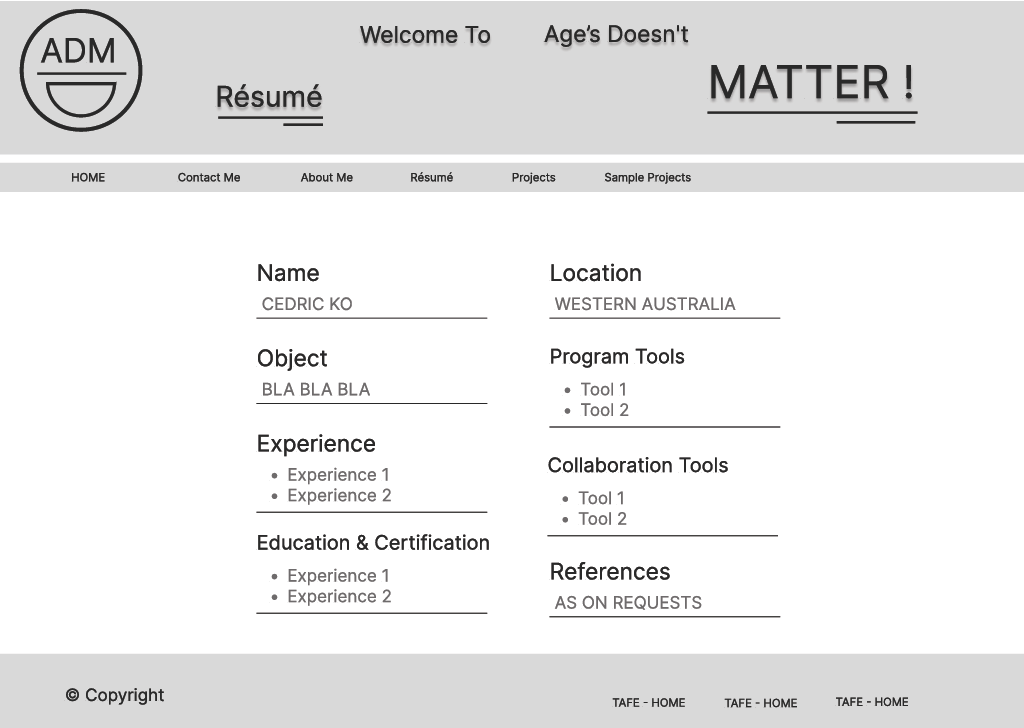 ADM
Welcome To
Age’s Doesn't
Résumé
MATTER !
HOME
Contact Me
About Me
Résumé
Projects
Sample Projects
Name
CEDRIC KO
Object
BLA BLA BLA
Experience
• Experience 1
• Experience 2
Education & Certification
• Experience 1
• Experience 2
Location
WESTERN AUSTRALIA
Program Tools
• Tool 1
• Tool 2
Collaboration Tools
• Tool 1
• Tool 2
References
AS ON REQUESTS
© Copyright
TAFE - HOME
TAFE - HOME
TAFE - HOME